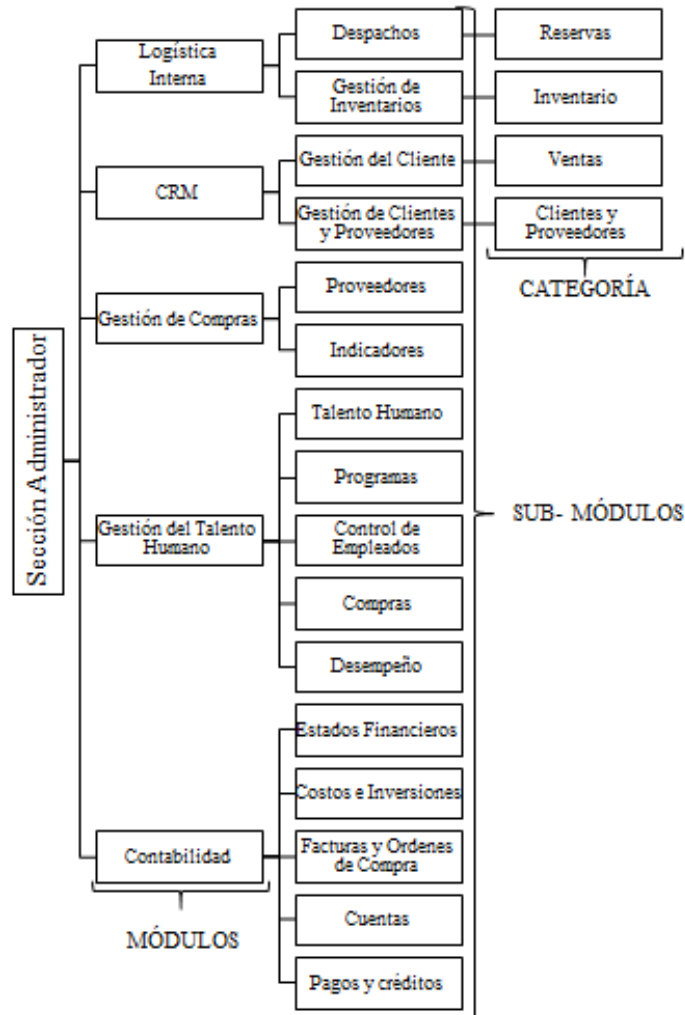 Sección Administrador
Logística
Interna
Despachos
Reservas
Gestión de
Inventarios
Inventario
CRM
Gestión del Cliente
Ventas
Gestión de Clientes
y Proveedores
Clientes y
Proveedores
CATEGORÍA
Gestión de Compras
Proveedores
Indicadores
Gestión del Talento
Humano
Talento Humano
Programas
Control de
Empleados
Compras
Desempeño
SUB- MÓDULOS
Contabilidad
Estados Financieros
Costos e Inversiones
Facturas y Ordenes
de Compra
Cuentas
Pagos y créditos
MÓDULOS